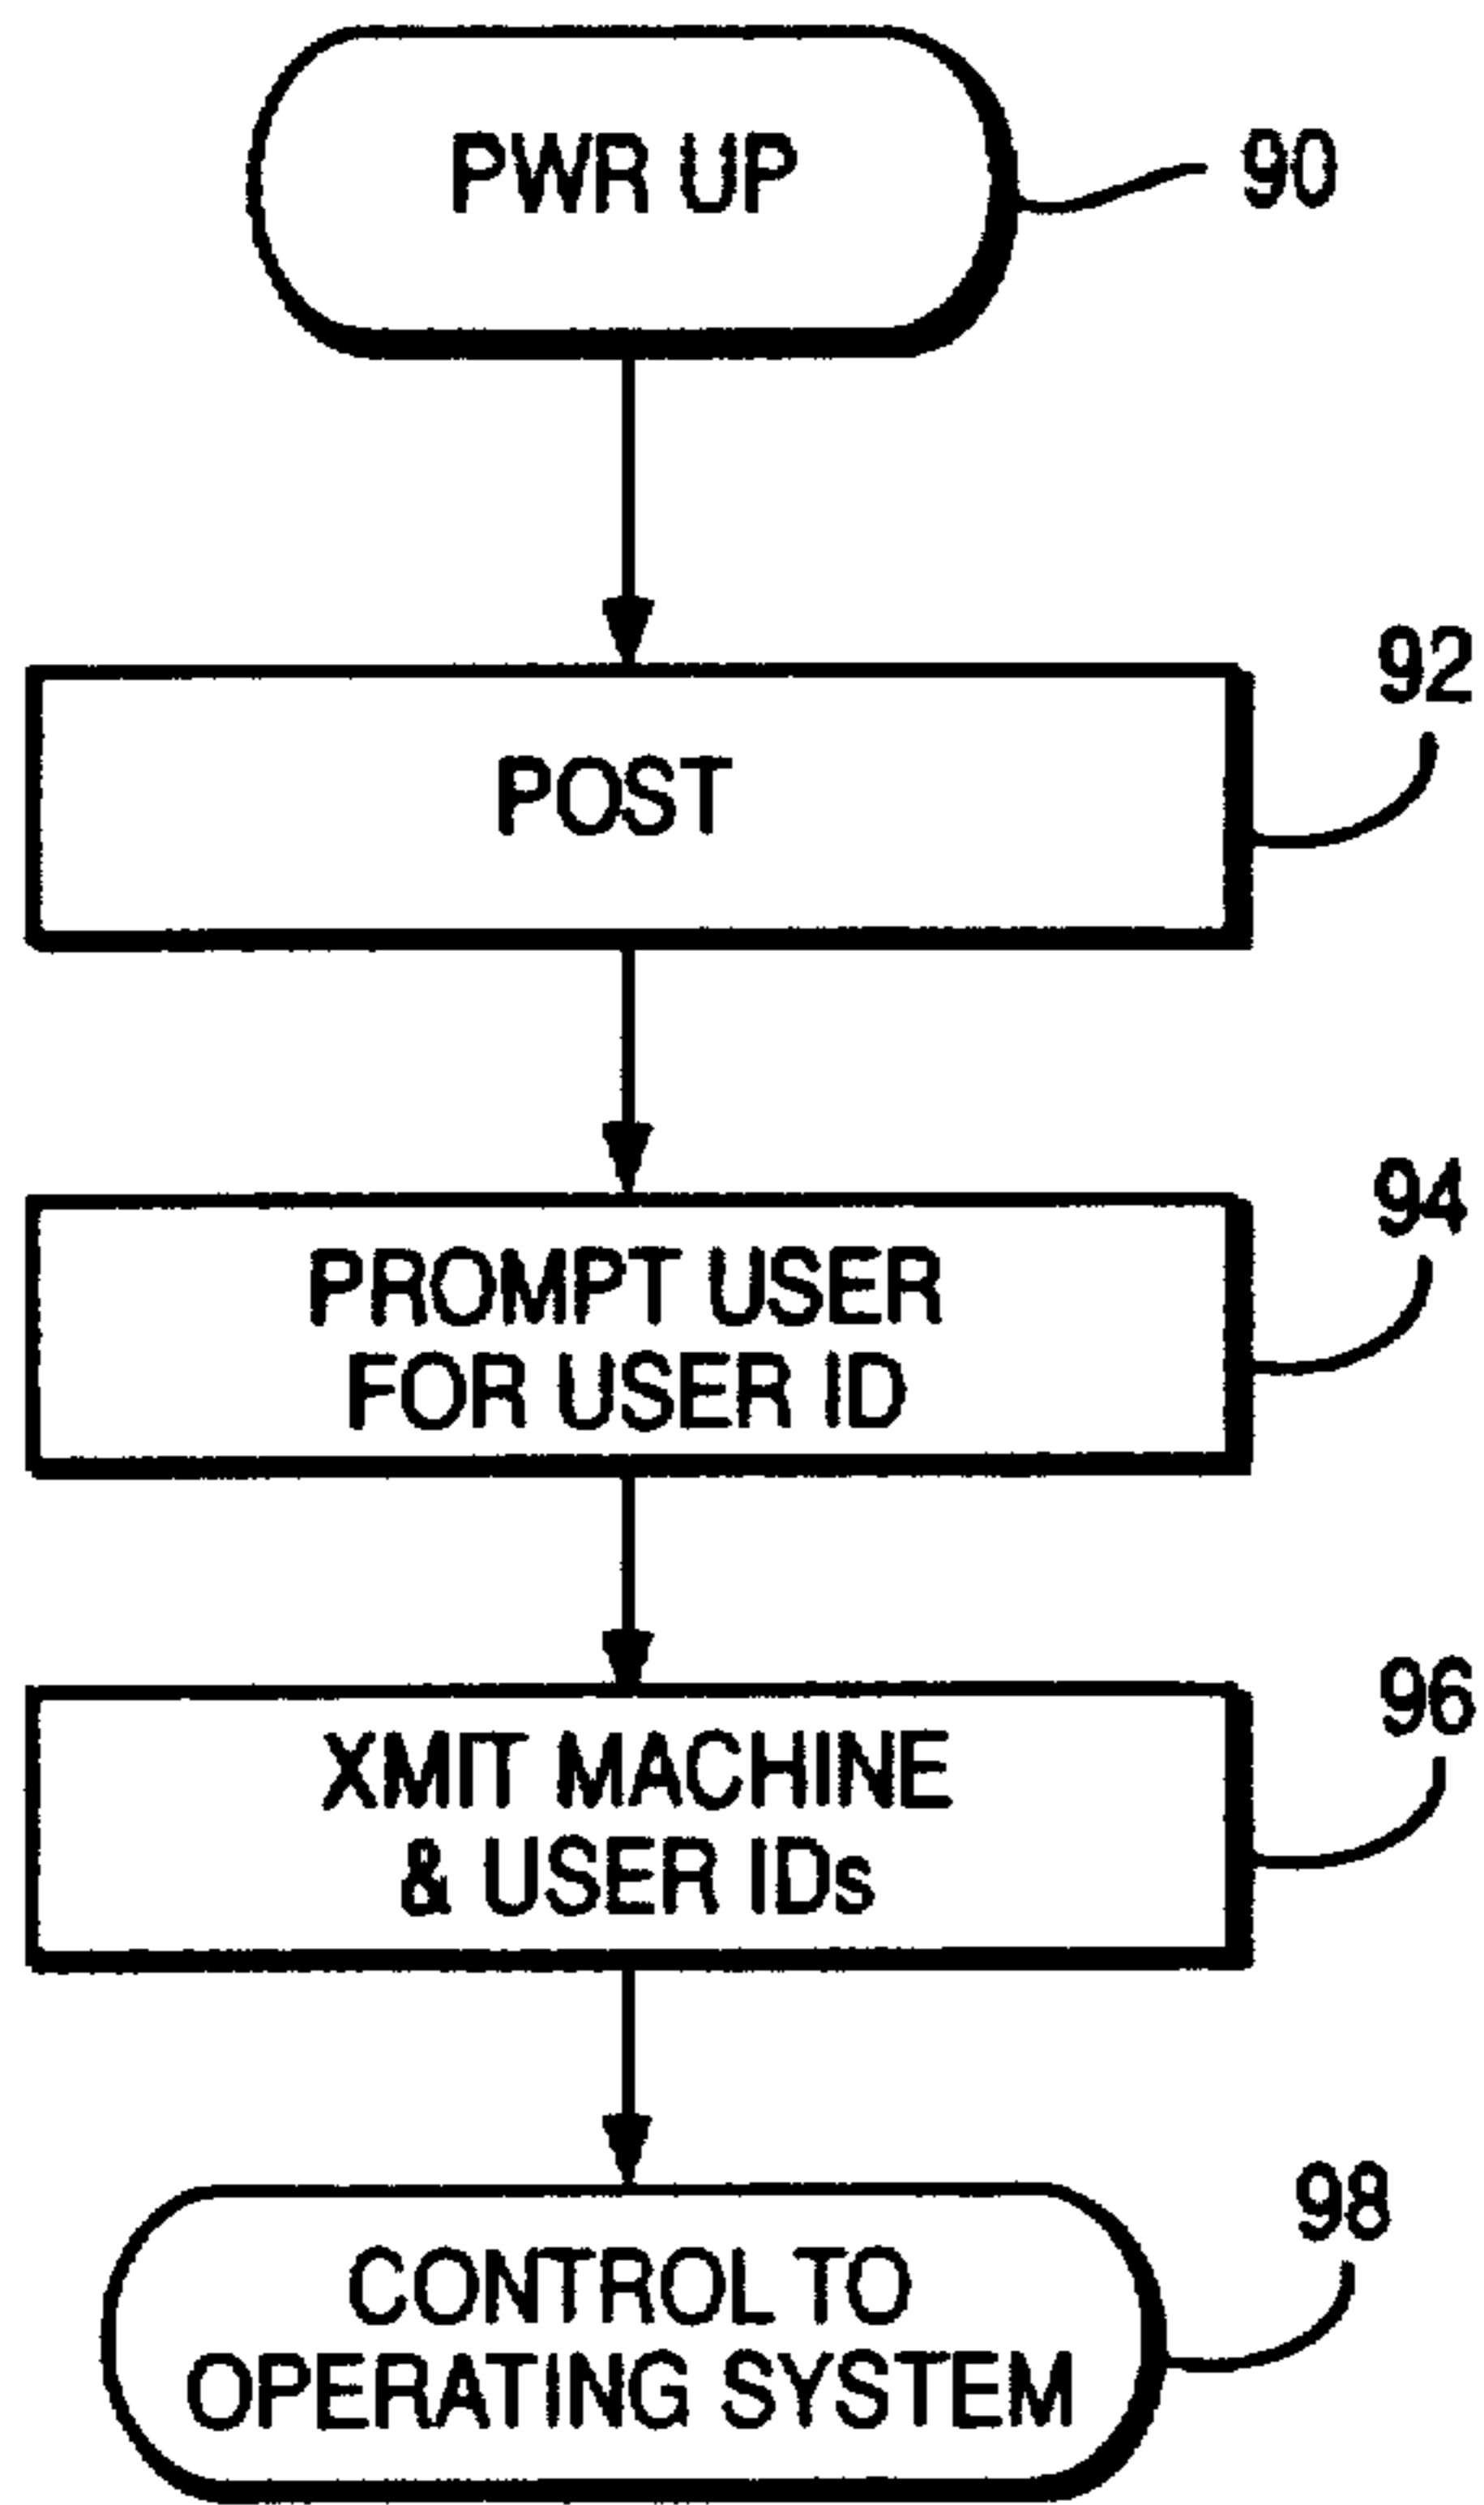 PWR UP
90
92
POST
94
PROMPT USER
FOR USER ID
96
XMIT MACHINE
& USER IDs
98
CONTROL TO
OPERATING SYSTEM